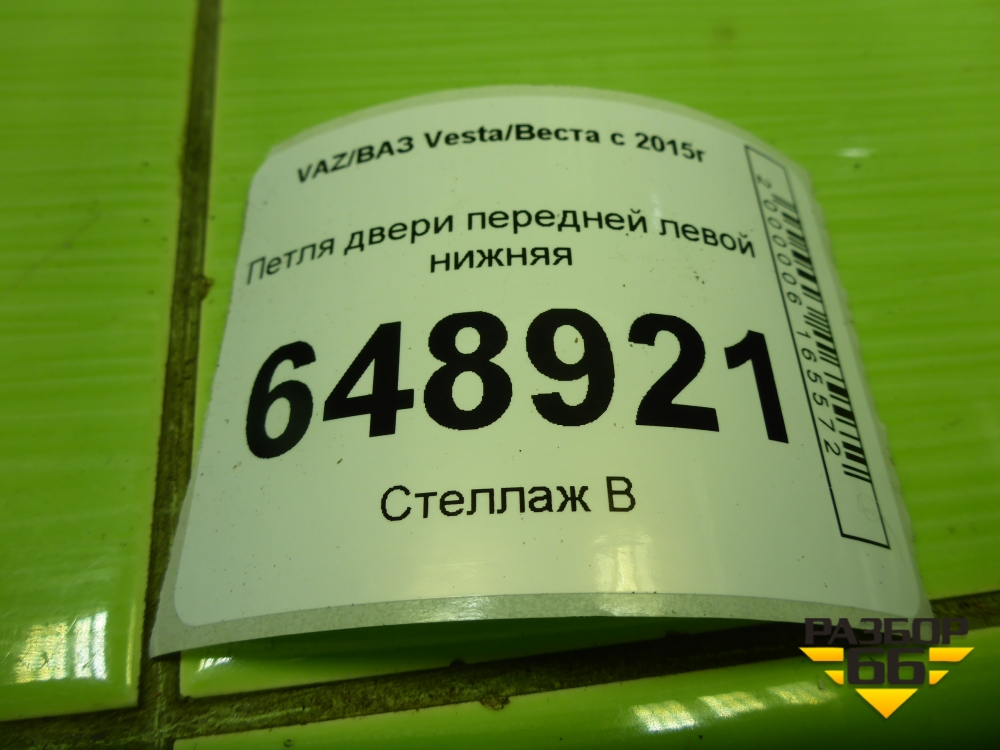 VAZ/ВАЗ Vesta/Веста с 2015г
Петля двери передней левой
нижняя
648921
Стеллаж В
2000006165572
РАЗБОР
66